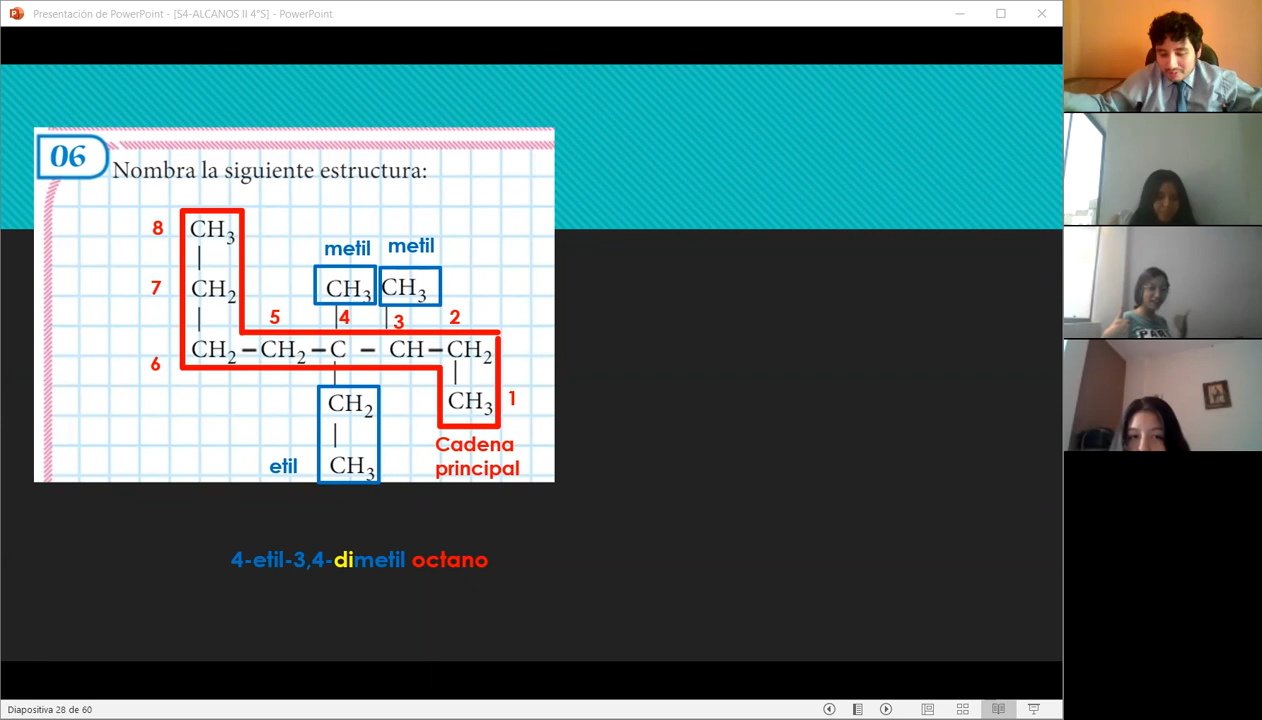 Presentación de PowerPoint - [S4-ALCANOS II 4°S] - PowerPoint
06
Nombra la siguiente estructura:
8 CH3
metil metil
7 CH2 CH3 CH3
5 4 3 2
CH2 – CH2 – C – CH – CH2
6
CH2 CH3 1
Cadena
principal
etil CH3
4-etil-3,4-dimetil octano
PAR
Diapositiva 28 de 60